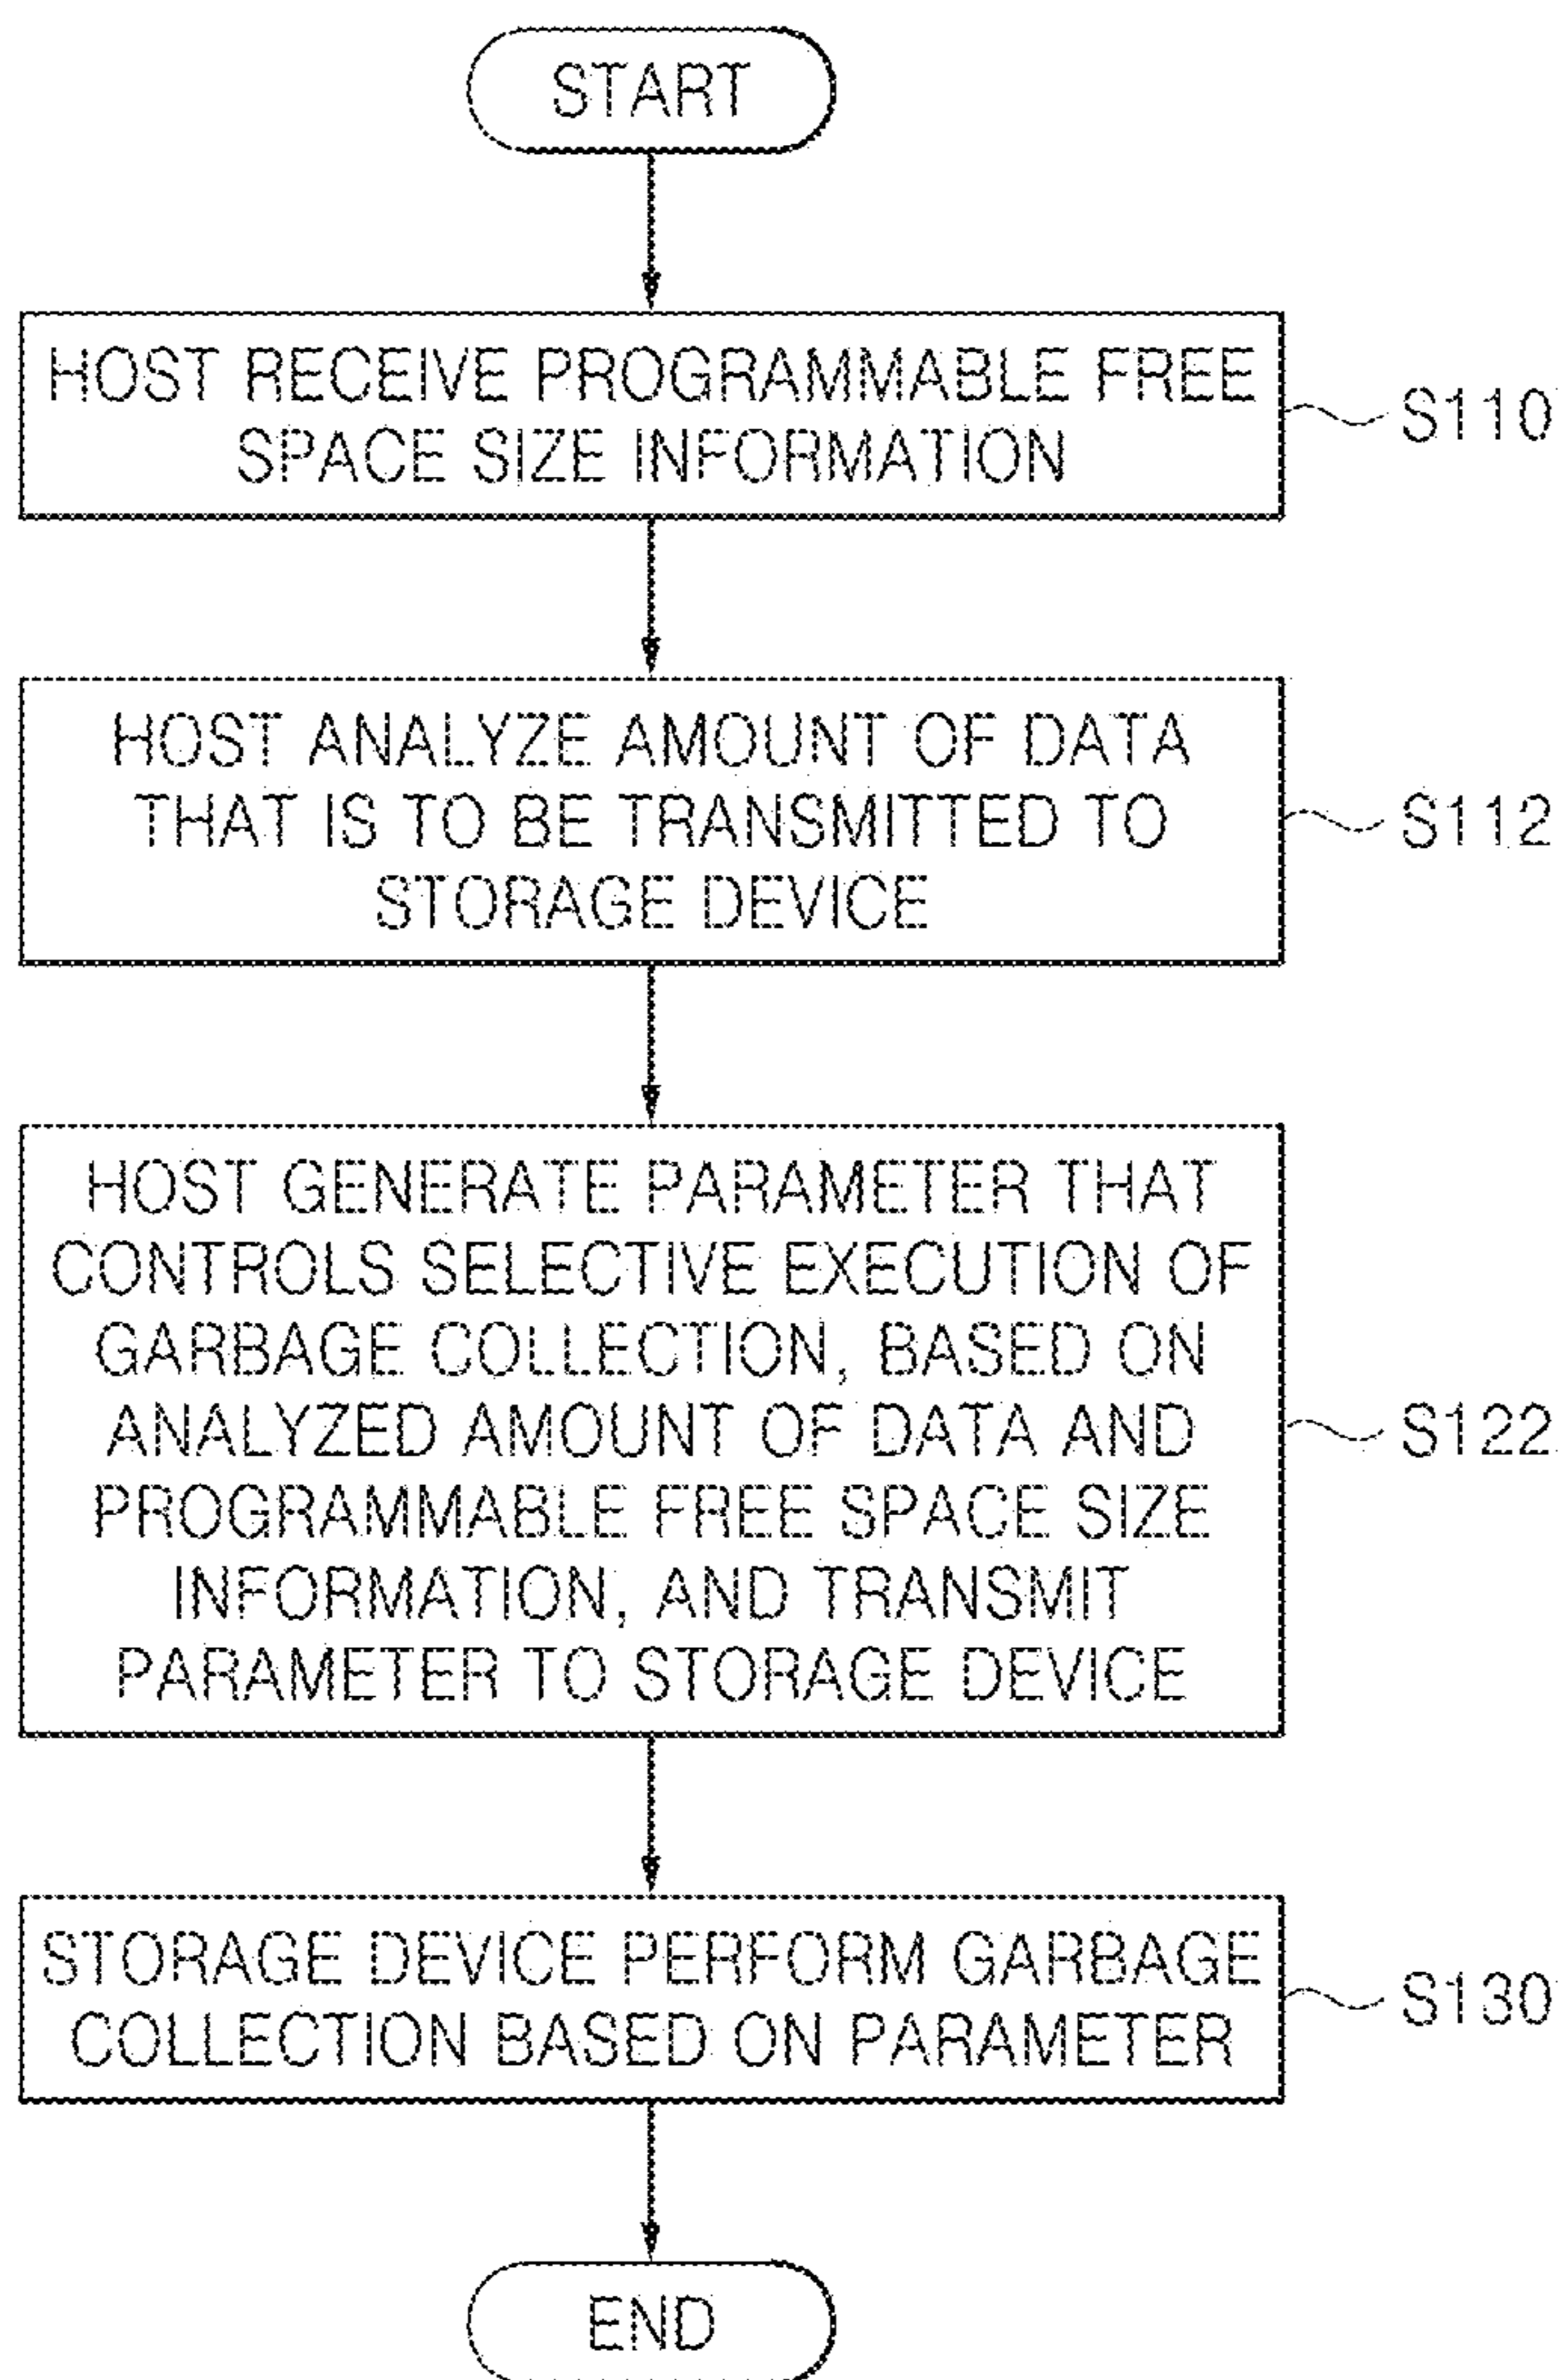 START
HOST RECEIVE PROGRAMMABLE FREE
SPACE SIZE INFORMATION
S110
HOST ANALYZE AMOUNT OF DATA
THAT IS TO BE TRANSMITTED TO
STORAGE DEVICE
S112
HOST GENERATE PARAMETER THAT
CONTROLS SELECTIVE EXECUTION OF
GARBAGE COLLECTION, BASED ON
ANALYZED AMOUNT OF DATA AND
PROGRAMMABLE FREE SPACE SIZE
INFORMATION, AND TRANSMIT
PARAMETER TO STORAGE DEVICE
S122
STORAGE DEVICE PERFORM GARBAGE
COLLECTION BASED ON PARAMETER
S130
END